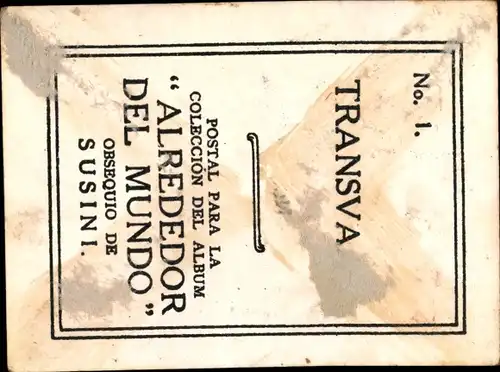 No. 1.
TRANSVA
POSTAL PARA LA
COLECCIÓN DEL ALBUM
“ALREDEDOR
DEL MUNDO”
OBSEQUIO DE
SUSINI.